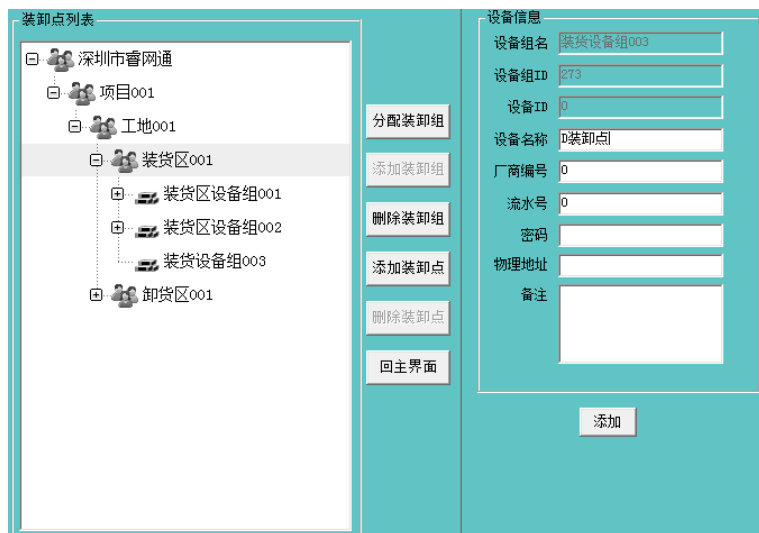 装卸点列表
深圳市睿网通
项目001
工地001
装货区001
装货区设备组001
装货区设备组002
装货设备组003
卸货区001
分配装卸组
添加装卸组
删除装卸组
添加装卸点
删除装卸点
回主界面
设备信息
设备组名 装货设备组003
设备组ID 273
设备ID 0
设备名称 D装卸点
厂商编号 0
流水号 0
密码
物理地址
备注
添加